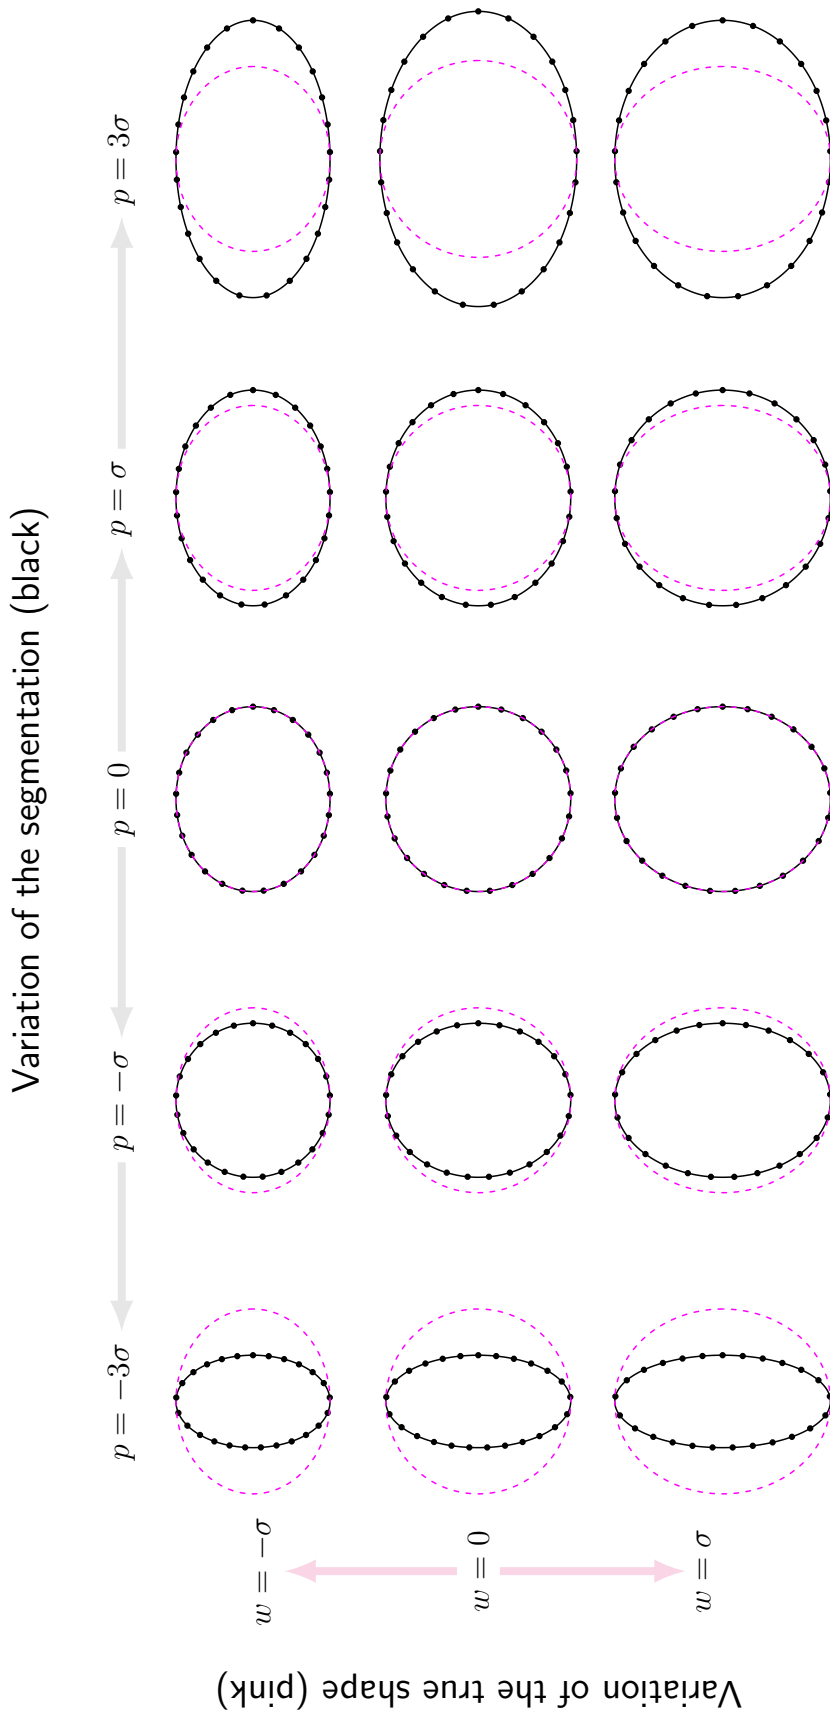 Variation of the segmentation (black)
p = −3σ
p = −σ
p = 0
p = σ
p = 3σ
m = −σ
m = 0
m = σ
Variation of the true shape (pink)